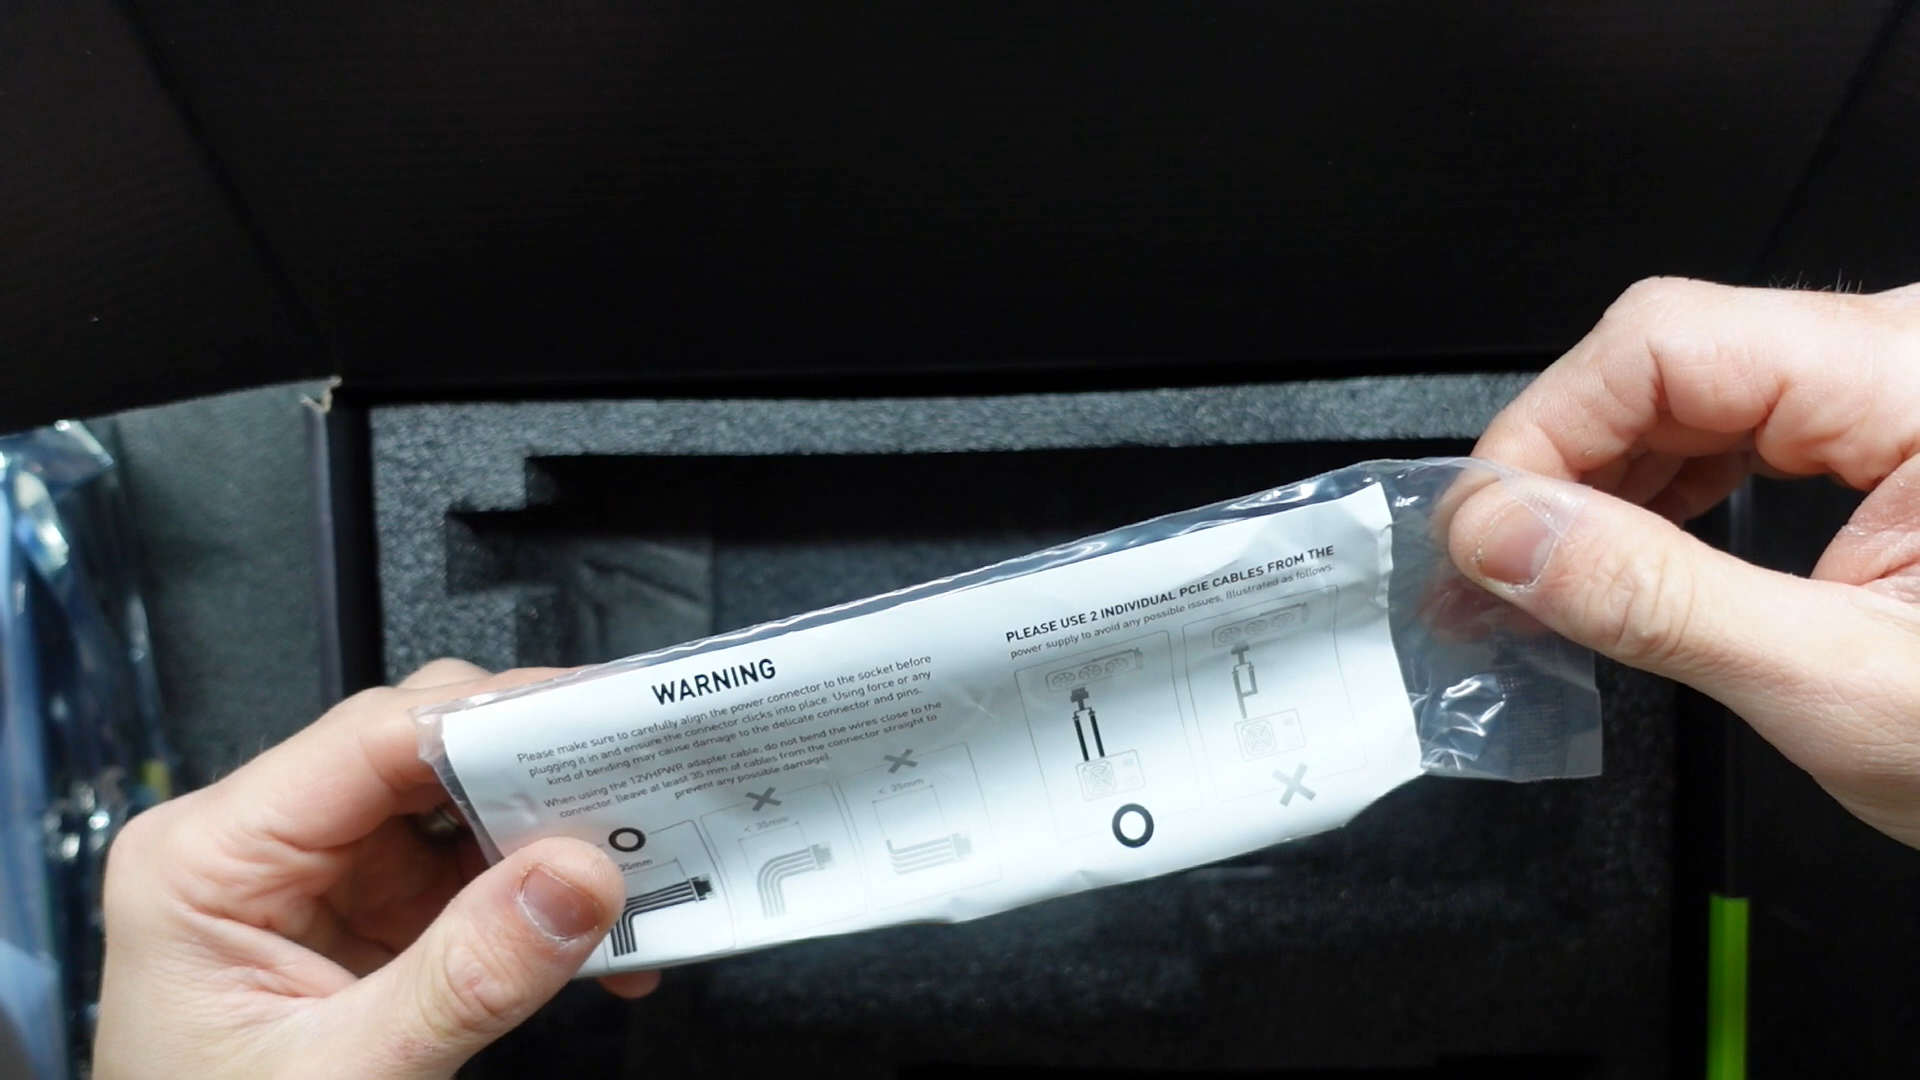 WARNING
Please make sure to carefully align the power connector to the socket before
plugging it in and ensure the connector clicks into place. Using force or any
kind of bending may cause damage to the delicate connector and pins.
When using the 12VHPWR adapter cable, do not bend the wires close to the
connector. (leave at least 35 mm of cables from the connector straight to
prevent any possible damage)
35mm
< 35mm
< 35mm
PLEASE USE 2 INDIVIDUAL PCIE CABLES FROM THE
power supply to avoid any possible issues, Illustrated as follows: